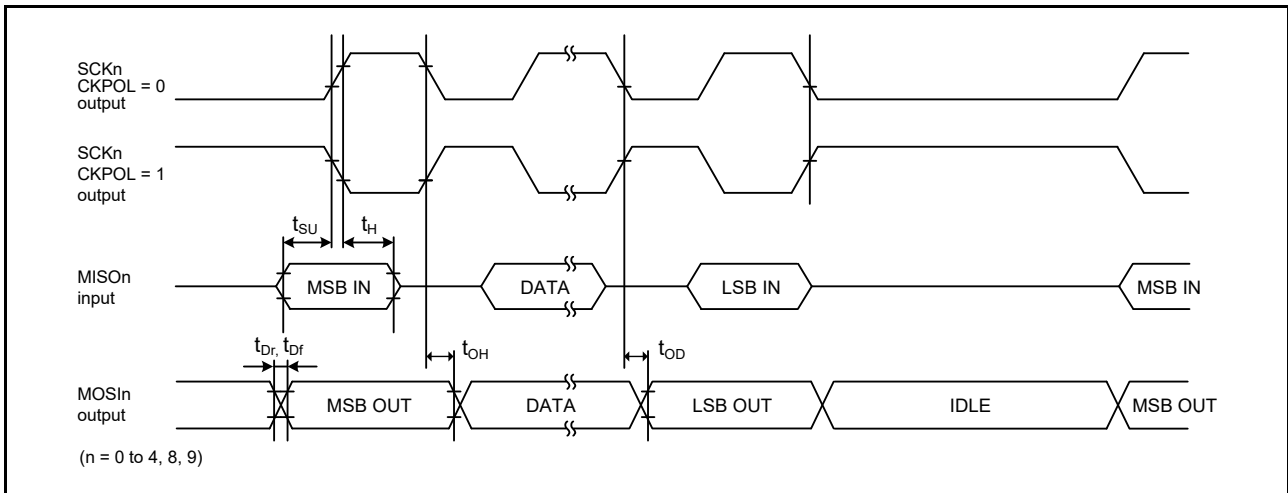 SCKn
CKPOL = 0
output
SCKn
CKPOL = 1
output
tSU
tH
MISOn
input
MSB IN
DATA
LSB IN
MSB IN
tDr, tDf
tOH
tOD
MOSIn
output
MSB OUT
DATA
LSB OUT
IDLE
MSB OUT
(n = 0 to 4, 8, 9)